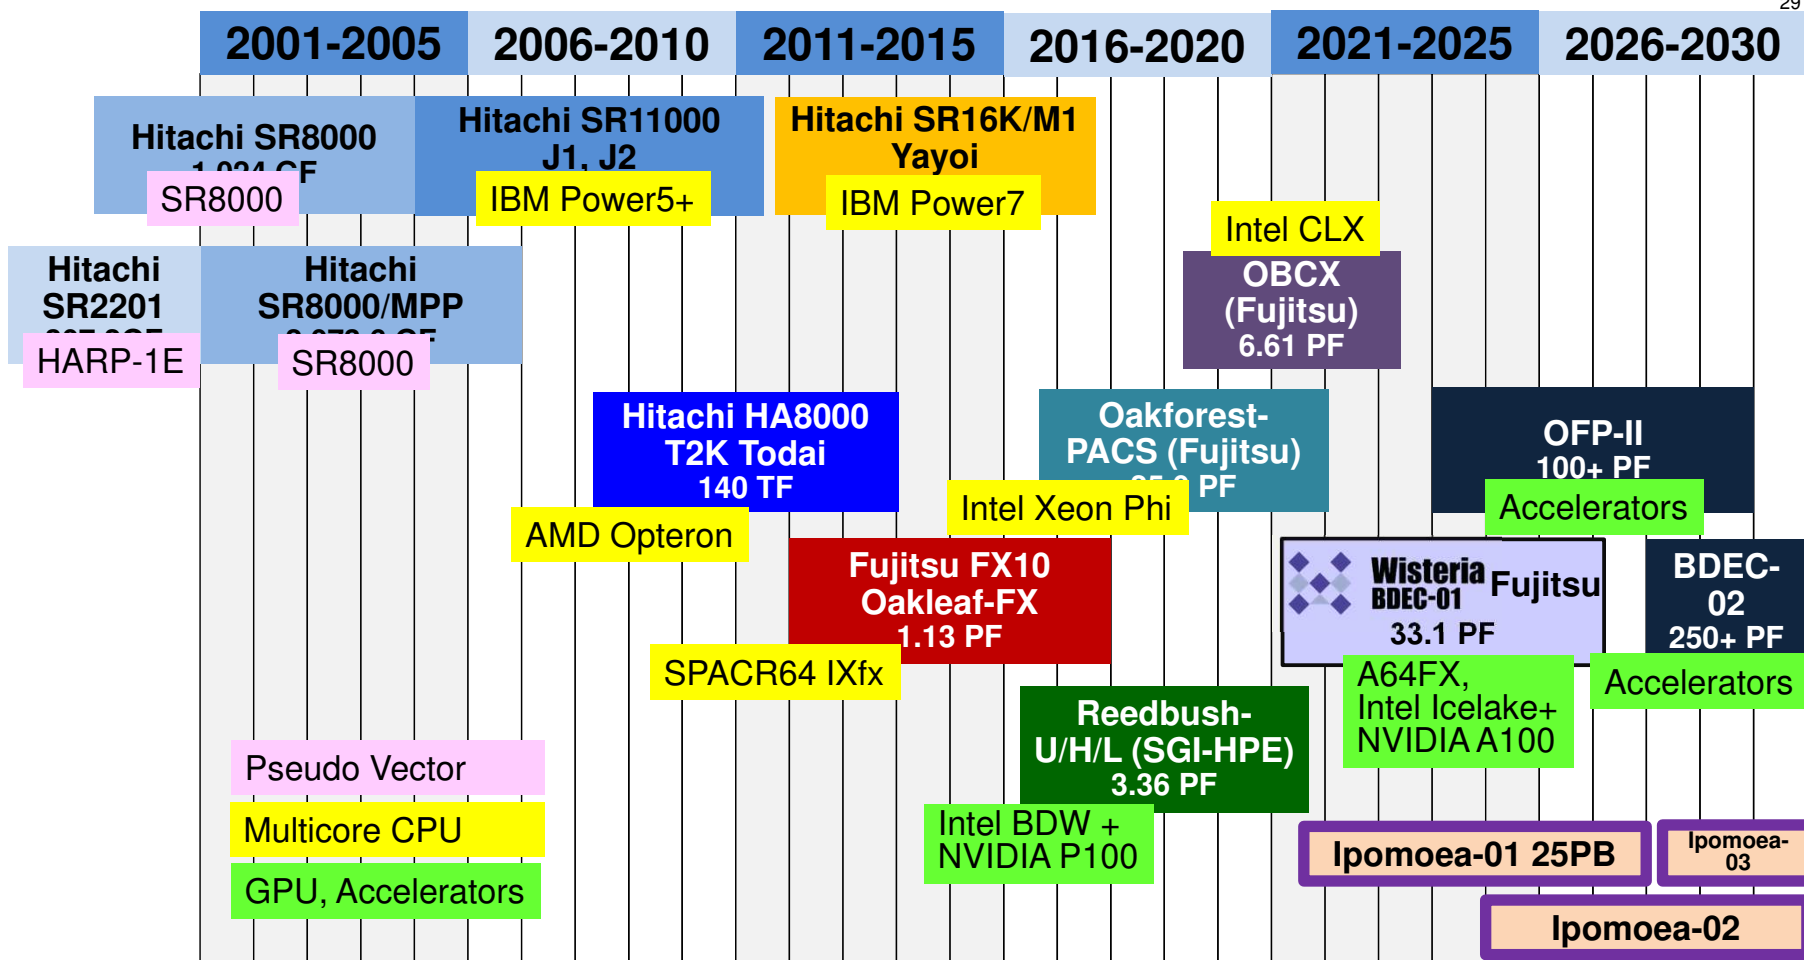 29
2001-2005 2006-2010 2011-2015 2016-2020 2021-2025 2026-2030
Hitachi SR8000
SR8000
Hitachi SR11000
J1, J2
IBM Power5+
Hitachi SR16K/M1
Yayoi
IBM Power7
Intel CLX
OBCX
(Fujitsu)
6.61 PF
Hitachi
SR2201
HARP-1E
Hitachi
SR8000/MPP
SR8000
Hitachi HA8000
T2K Todai
140 TF
AMD Opteron
Oakforest-
PACS (Fujitsu)
PF
Intel Xeon Phi
OFP-II
100+ PF
Accelerators
Fujitsu FX10
Oakleaf-FX
1.13 PF
SPACR64 IXfx
Wisteria
BDEC-01
Fujitsu
33.1 PF
A64FX,
Intel Icelake+
NVIDIA A100
BDEC-
02
250+ PF
Accelerators
Reedbush-
U/H/L (SGI-HPE)
3.36 PF
Intel BDW +
NVIDIA P100
Pseudo Vector
Multicore CPU
GPU, Accelerators
Ipomoea-01 25PB
Ipomoea-
03
Ipomoea-02